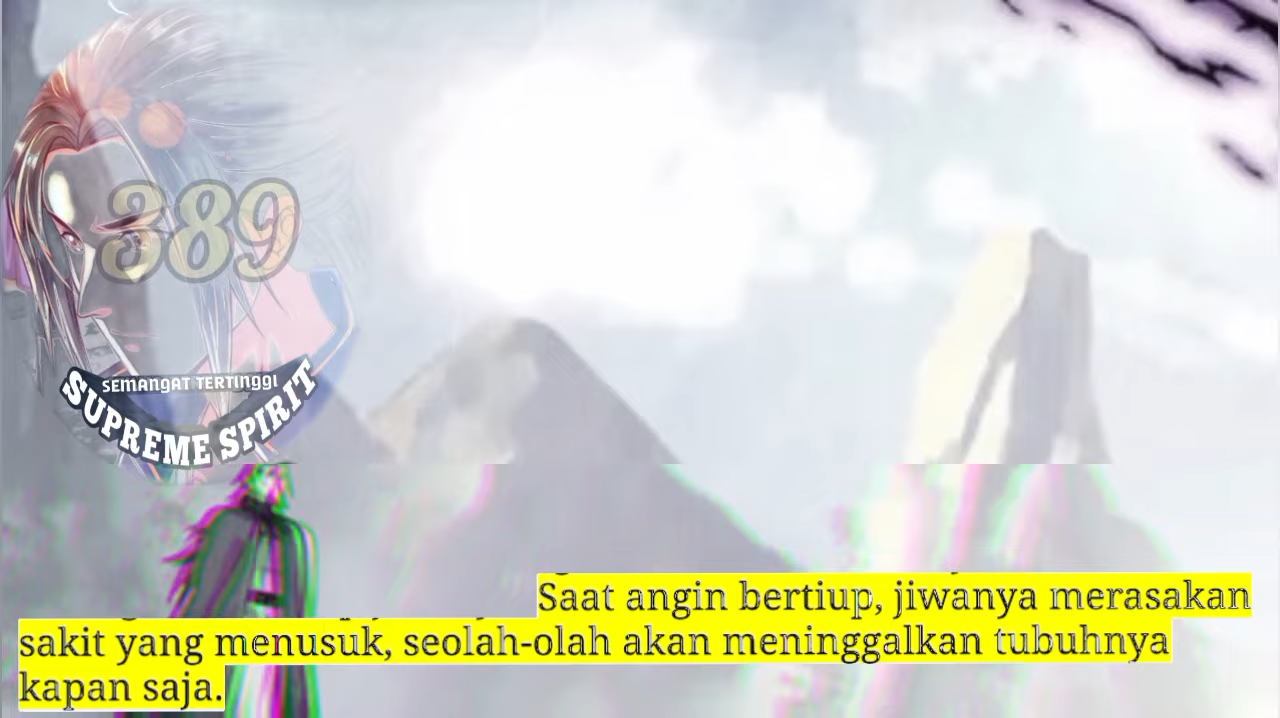 389
SEMANGAT TERTINGGI
SUPREME SPIRIT
Saat angin bertiup, jiwanya merasakan
sakit yang menusuk, seolah-olah akan meninggalkan tubuhnya
kapan saja.